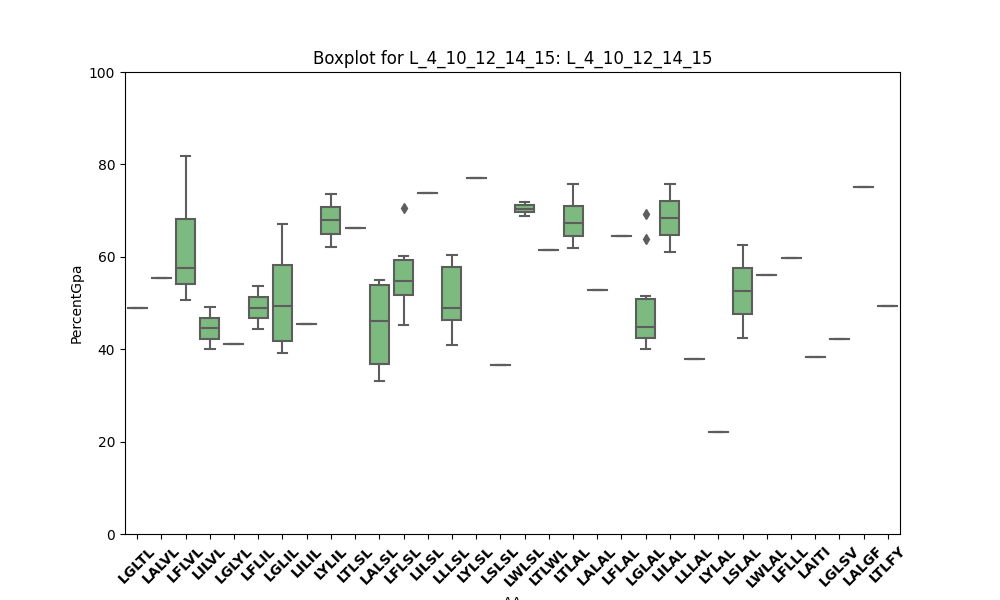 Boxplot for L_4_10_12_14_15: L_4_10_12_14_15
100
80
60
40
20
0
PercentGpa
LGLTL
LALVL
LFLVL
LILVL
LGLYL
LFLIL
LGLIL
LILIL
LYLIL
LTLSL
LALSL
LFLSL
LILSL
LLLSL
LYLSL
LSLSL
LWLSL
LTLWL
LTLAL
LALAL
LFLAL
LGLAL
LILAL
LLLAL
LYLAL
LSLAL
LWLAL
LFLLL
LAITI
LGLSV
LALGF
LTLFY